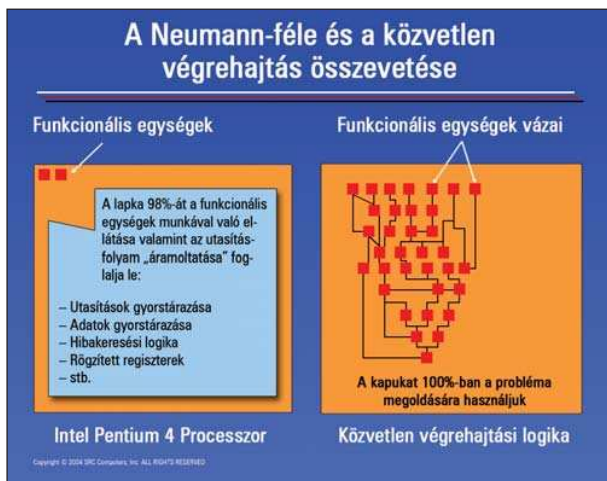 A Neumann-féle és a közvetlen
végrehajtás összevetése
Funkcionális egységek
Funkcionális egységek vázai
A lapka 98%-át a funkcionális
egységek munkával való el-
látása valamint az utasítás-
folyam „áramoltatása” fog-
lalja le:
– Utasítások gyorstárazása
– Adatok gyorstárazása
– Hibakeresési logika
– Rögzített regiszterek
– stb.
A kapukat 100%-ban a probléma
megoldására használjuk
Intel Pentium 4 Processzor
Közvetlen végrehajtási logika
Copyright © 2004 SRC Computers, Inc. ALL RIGHTS RESERVED